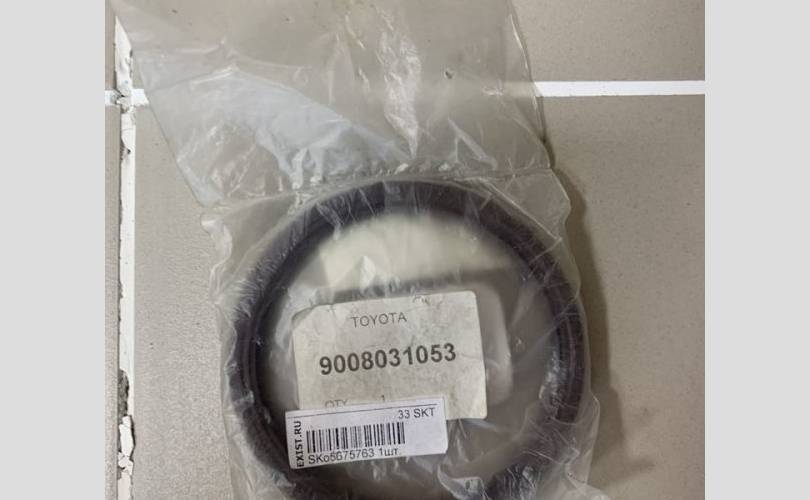 TOYOTA
9008031053
QTY 1
33 SKT
EXIST.RU
SKo5675763 1шт.